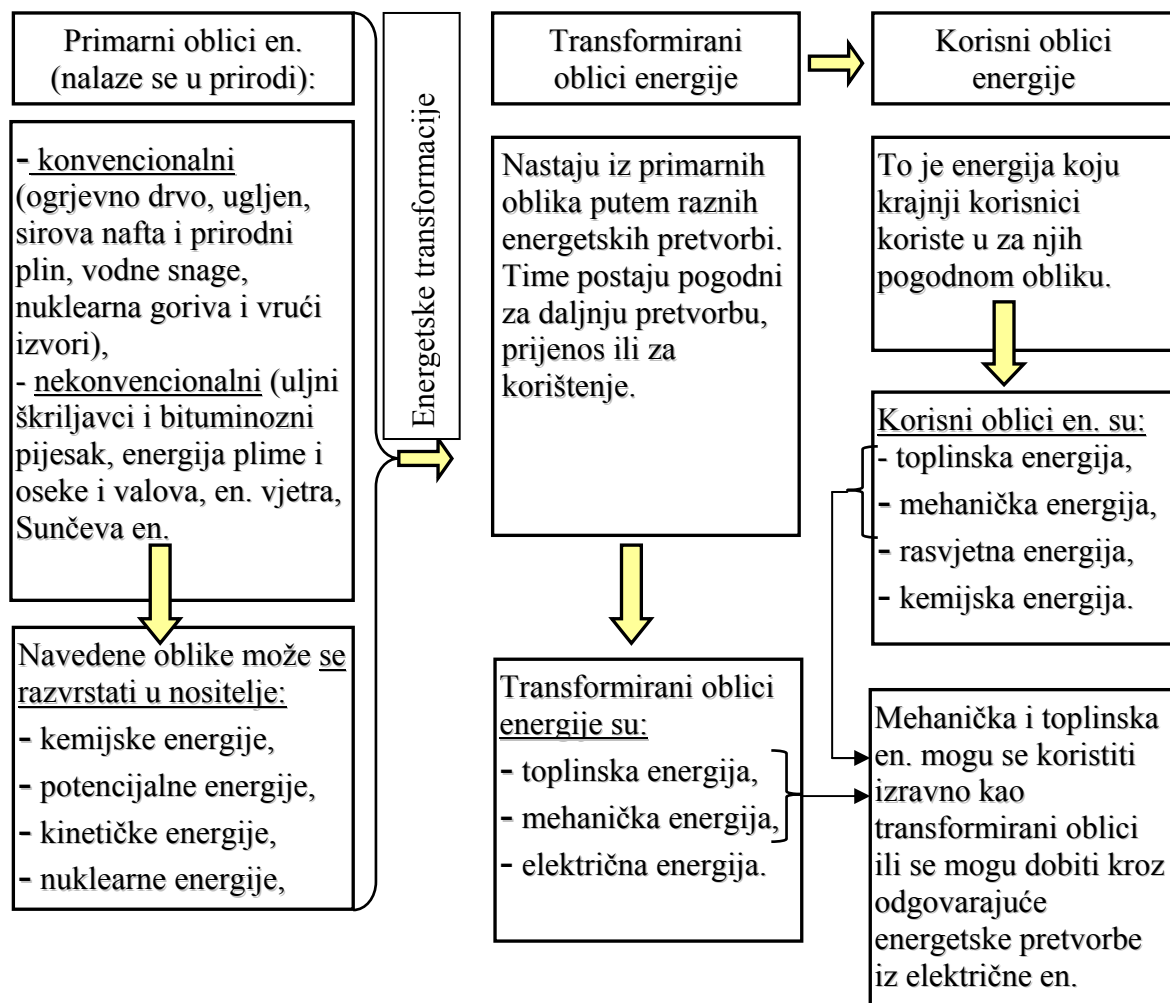 Primarni oblici en.
(nalaze se u prirodi):
- konvencionalni
(ogrjevno drvo, ugljen,
sirova nafta i prirodni
plin, vodne snage,
nuklearna goriva i vrući
izvori),
- nekonvencionalni (uljni
škriljavci i bituminozni
pijesak, energija plime i
oseke i valova, en. vjetra,
Sunčeva en.
Navedene oblike može se
razvrstati u nositelje:
- kemijske energije,
- potencijalne energije,
- kinetičke energije,
- nuklearne energije,
Energetske transformacije
Transformirani
oblici energije
Nastaju iz primarnih
oblika putem raznih
energetskih pretvorbi.
Time postaju pogodni
za daljnju pretvorbu,
prijenos ili za
korištenje.
Transformirani oblici
energije su:
- toplinska energija,
- mehanička energija,
- električna energija.
Korisni oblici
energije
To je energija koju
krajnji korisnici
koriste u za njih
pogodnom obliku.
Korisni oblici en. su:
- toplinska energija,
- mehanička energija,
- rasvjetna energija,
- kemijska energija.
Mehanička i toplinska
en. mogu se koristiti
izravno kao
transformirani oblici
ili se mogu dobiti kroz
odgovarajuće
energetske pretvorbe
iz električne en.